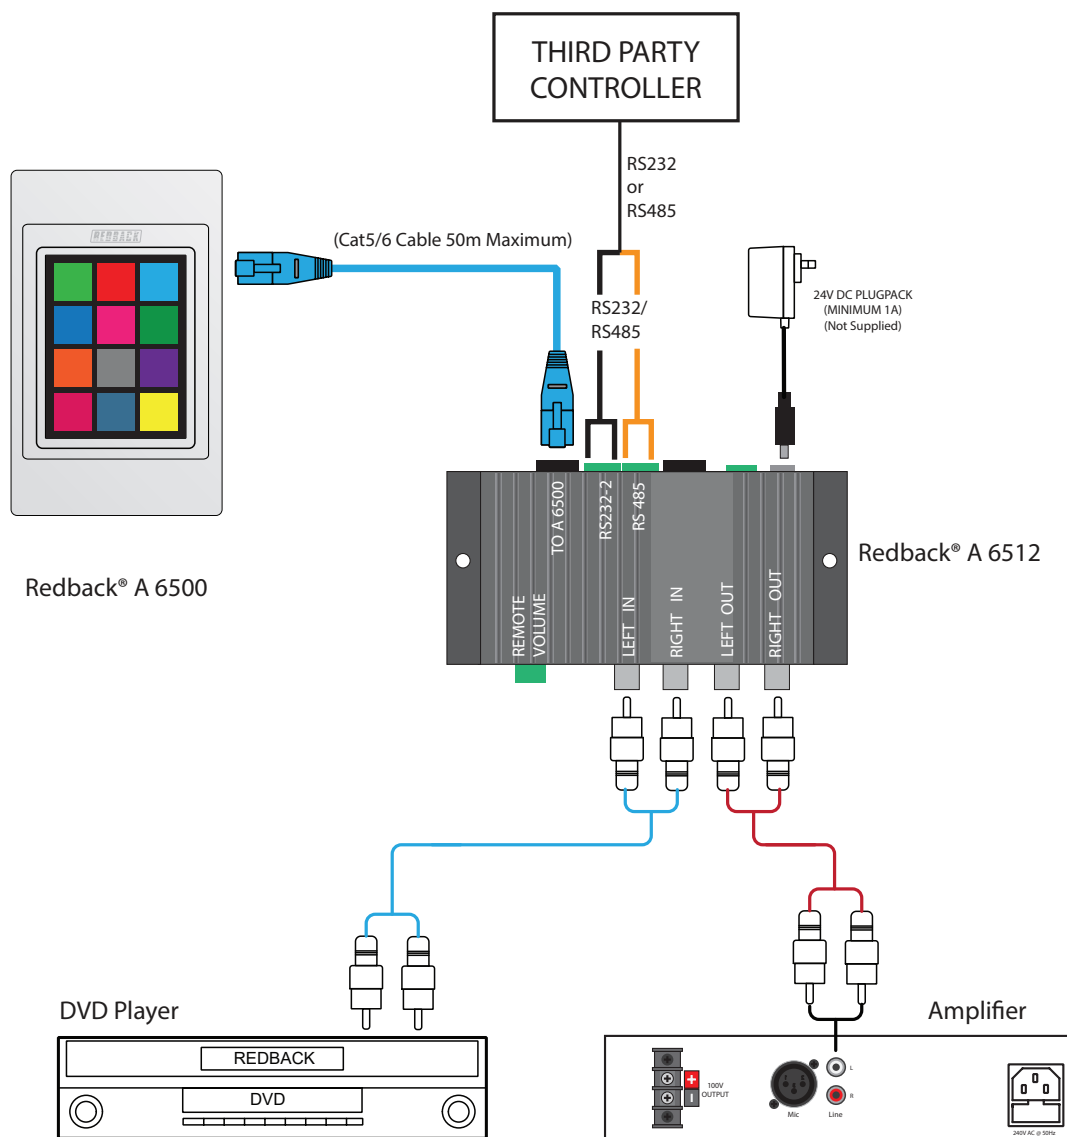 THIRD PARTY
CONTROLLER
RS232
or
RS485
REDBACK
(Cat5/6 Cable 50m Maximum)
RS232/
RS485
24V DC PLUGPACK
(MINIMUM 1A)
(Not Supplied)
TO A 6500
RS232-2
RS 485
Redback® A 6512
Redback® A 6500
REMOTE
VOLUME
LEFT IN
RIGHT IN
LEFT OUT
RIGHT OUT
DVD Player
Amplifier
REDBACK
DVD
+
-
100V
OUTPUT
Mic
Line
L
R
240V AC @ 50Hz